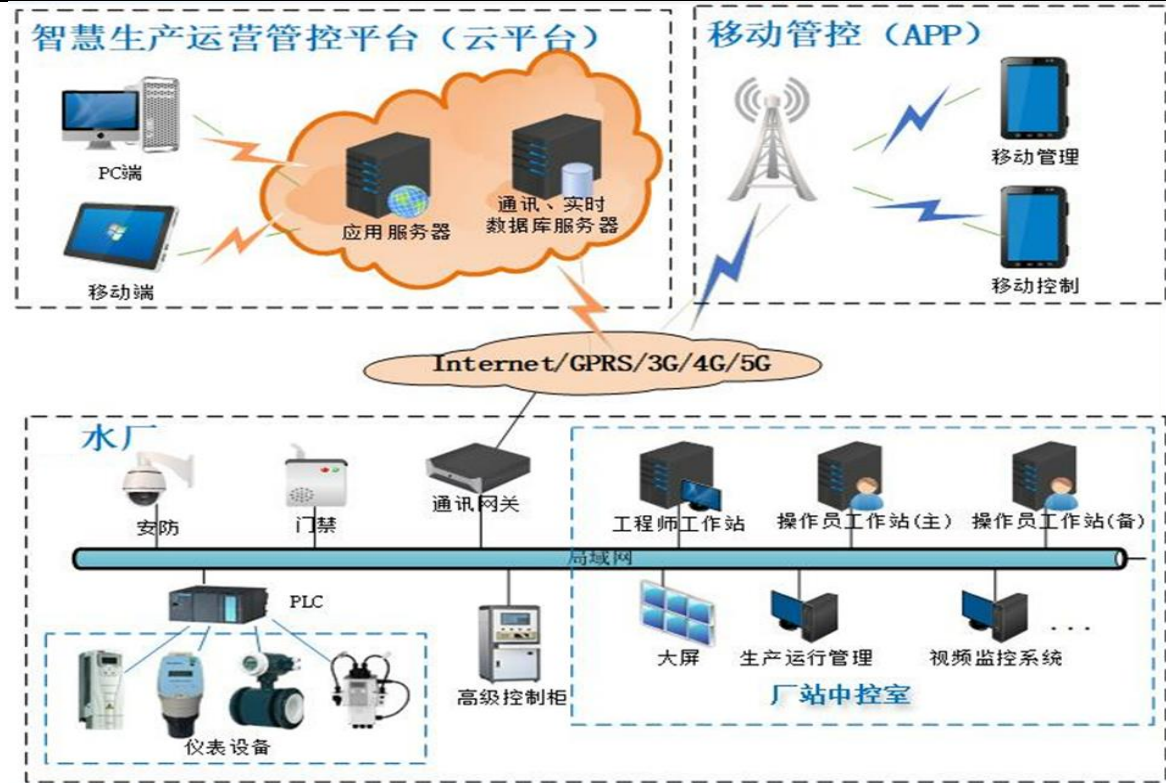 智慧生产运营管控平台（云平台）
移动管控（APP）
PC端
移动端
应用服务器
通讯、实时
数据库服务器
移动管理
移动控制
Internet/GPRS/3G/4G/5G
水厂
安防
门禁
通讯网关
工程师工作站
操作员工作站(主)
操作员工作站(备)
局域网
PLC
大屏
生产运行管理
视频监控系统
...
高级控制柜
厂站中控室
仪表设备